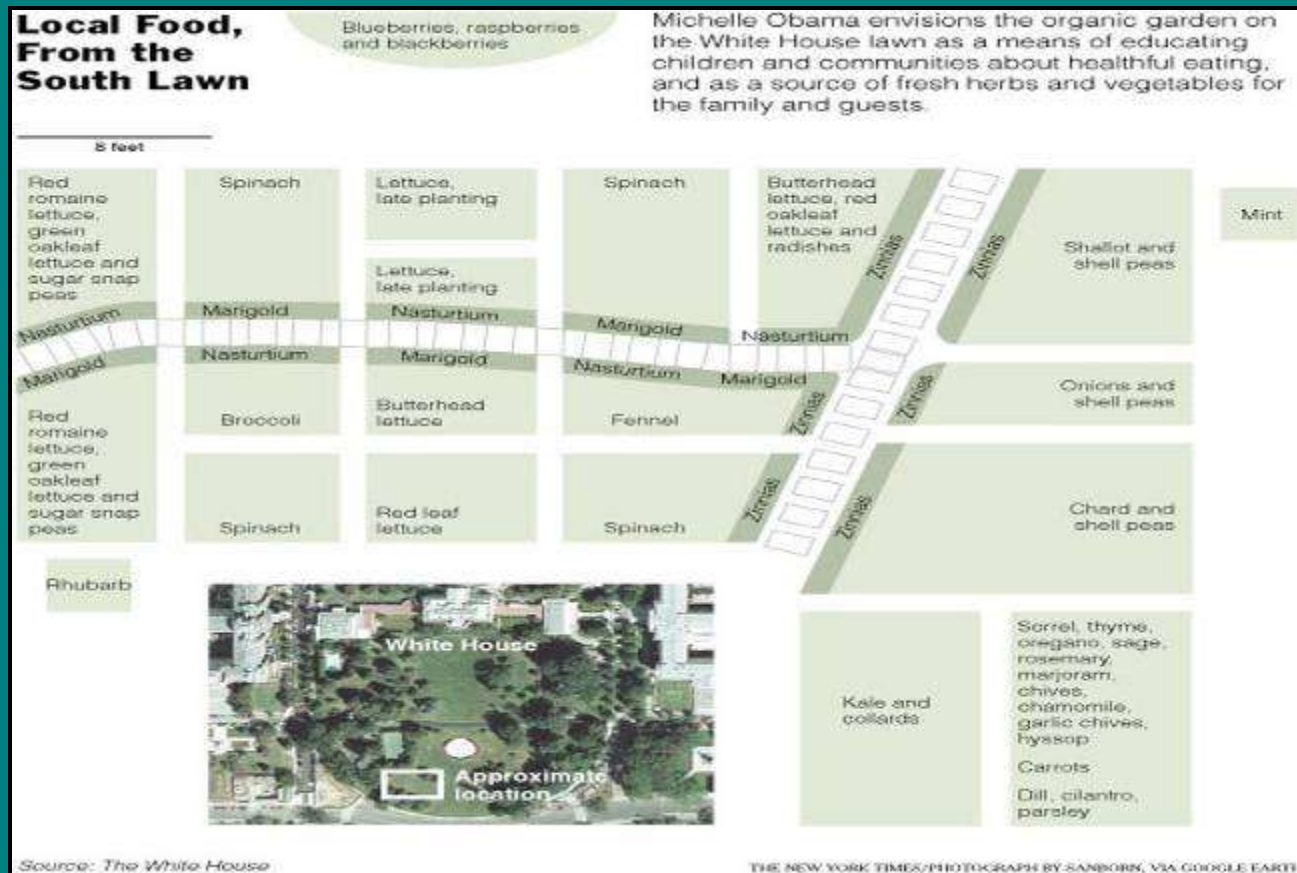 Local Food,
From the
South Lawn
Blueberries, raspberries
and blackberries
Michelle Obama envisions the organic garden on
the White House lawn as a means of educating
children and communities about healthful eating,
and as a source of fresh herbs and vegetables for
the family and guests.
8 feet
Red
romaine
lettuce,
green
oakleaf
lettuce and
sugar snap
peas
Spinach
Lettuce,
late planting
Lettuce,
late planting
Spinach
Butterhead
lettuce, red
oakleaf
lettuce and
radishes
Zinnias
Zinnias
Shallot and
shell peas
Mint
Nasturtium
Marigold
Nasturtium
Marigold
Nasturtium
Marigold
Nasturtium
Marigold
Nasturtium
Marigold
Red
romaine
lettuce,
green
oakleaf
lettuce and
sugar snap
peas
Broccoli
Butterhead
lettuce
Fennel
Zinnias
Zinnias
Onions and
shell peas
Spinach
Red leaf
lettuce
Spinach
Zinnias
Zinnias
Chard and
shell peas
Rhubarb
White House
Approximate
location
Kale and
collards
Sorrel, thyme,
oregano, sage,
rosemary,
marjoram,
chives,
chamomile,
garlic chives,
hyssop
Carrots
Dill, cilantro,
parsley
Source: The White House
THE NEW YORK TIMES/PHOTOGRAPH BY SANBORN, VIA GOOGLE EARTH